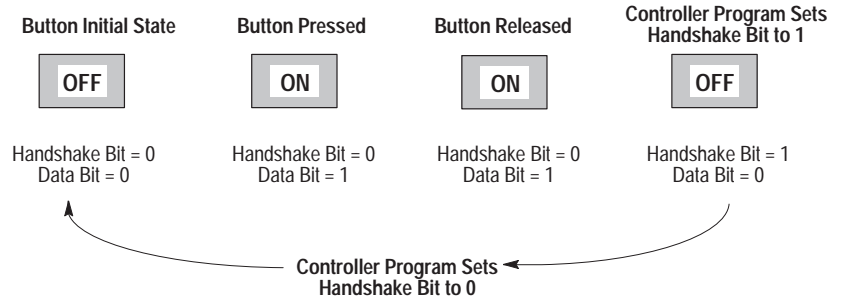 Button Initial State
OFF
Handshake Bit = 0
Data Bit = 0
Button Pressed
ON
Handshake Bit = 0
Data Bit = 1
Button Released
ON
Handshake Bit = 0
Data Bit = 1
Controller Program Sets
Handshake Bit to 1
OFF
Handshake Bit = 1
Data Bit = 0
Controller Program Sets
Handshake Bit to 0